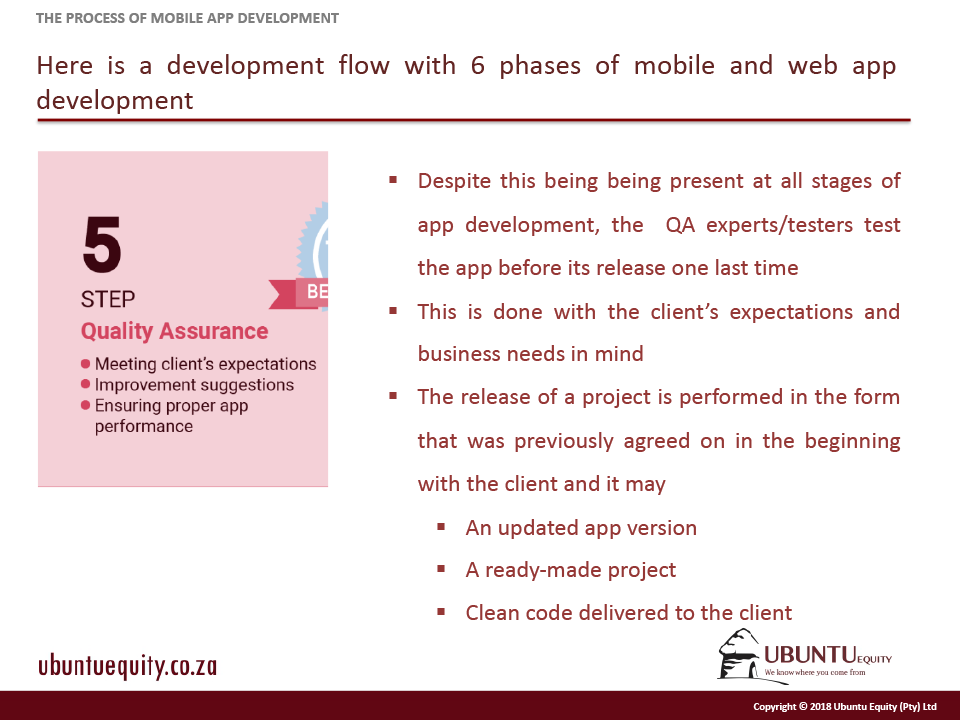 THE PROCESS OF MOBILE APP DEVELOPMENT
Here is a development flow with 6 phases of mobile and web app
development
5
STEP
Quality Assurance
Meeting client's expectations
Improvement suggestions
Ensuring proper app
performance
BE
▪ Despite this being being present at all stages of
app development, the QA experts/testers test
the app before its release one last time
▪ This is done with the client’s expectations and
business needs in mind
▪ The release of a project is performed in the form
that was previously agreed on in the beginning
with the client and it may
▪ An updated app version
▪ A ready-made project
▪ Clean code delivered to the client
ubuntuequity.co.za
UBUNTU EQUITY
We know where you come from
Copyright © 2018 Ubuntu Equity (Pty) Ltd